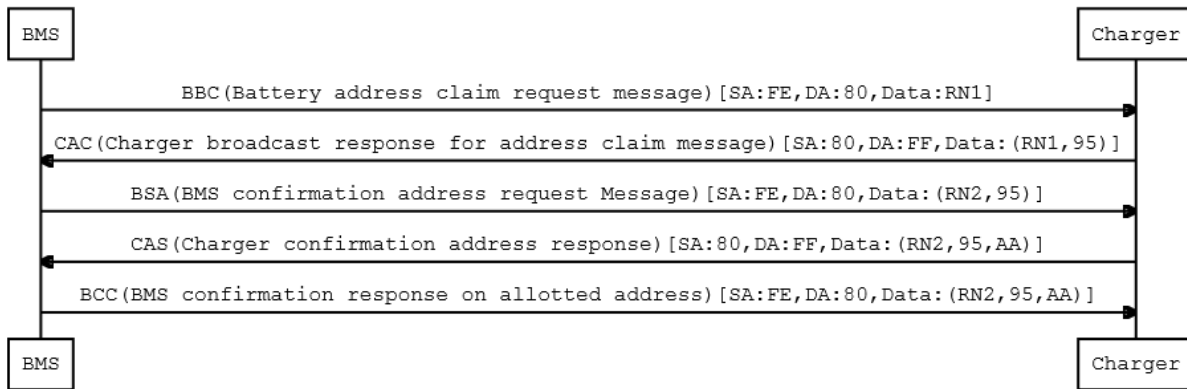 BMS
Charger
BBC(Battery address claim request message)[SA:FE,DA:80,Data:RN1]
CAC(Charger broadcast response for address claim message)[SA:80,DA:FF,Data:(RN1,95)]
BSA(BMS confirmation address request Message)[SA:FE,DA:80,Data:(RN2,95)]
CAS(Charger confirmation address response)[SA:80,DA:FF,Data:(RN2,95,AA)]
BCC(BMS confirmation response on allotted address)[SA:FE,DA:80,Data:(RN2,95,AA)]
BMS
Charger